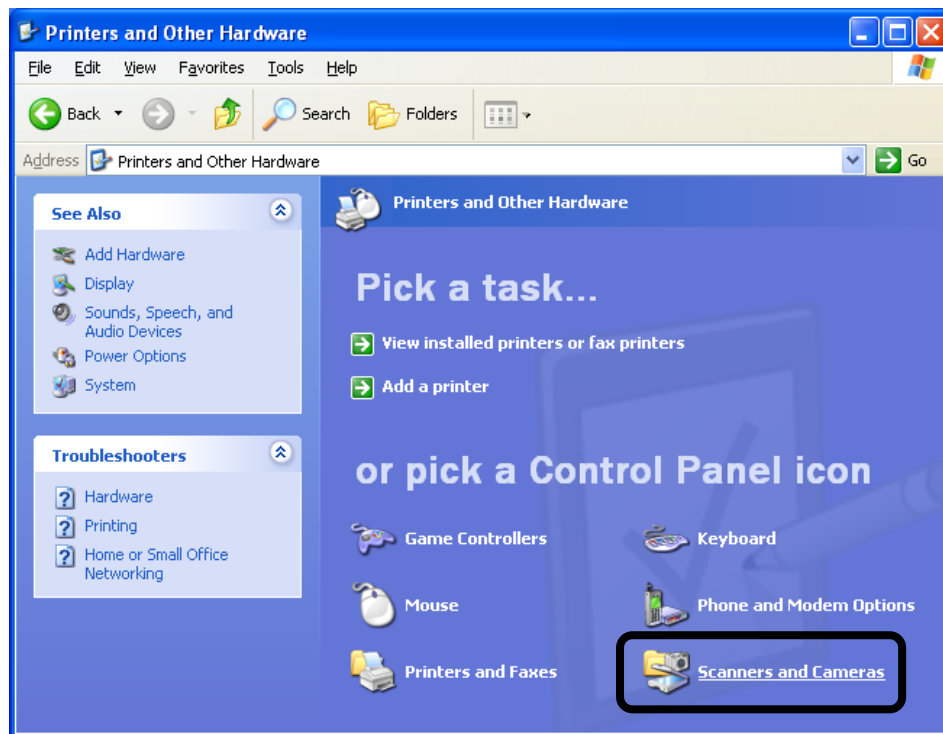 Printers and Other Hardware
File Edit View Favorites Tools Help
Back Search Folders
Address Printers and Other Hardware Go
See Also
Add Hardware
Display
Sounds, Speech, and
Audio Devices
Power Options
System
Troubleshooters
Hardware
Printing
Home or Small Office
Networking
Printers and Other Hardware
Pick a task...
View installed printers or fax printers
Add a printer
or pick a Control Panel icon
Game Controllers Keyboard
Mouse Phone and Modem Options
Printers and Faxes Scanners and Cameras